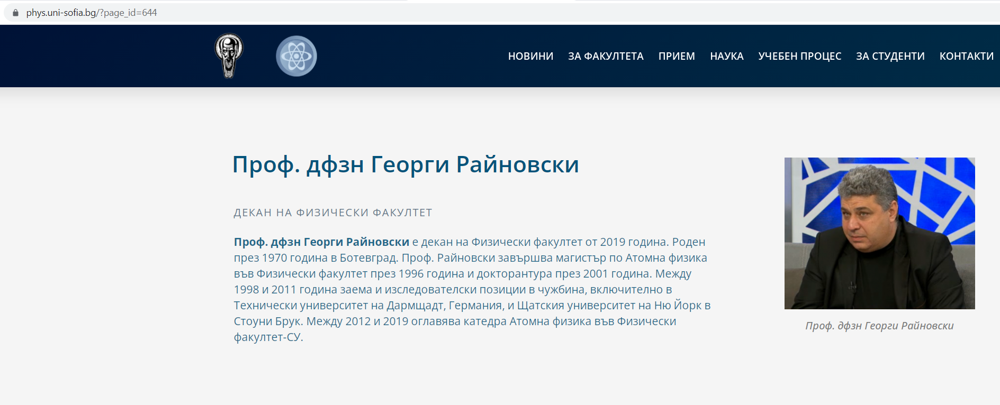 phys.uni-sofia.bg/?page_id=644
НОВИНИ ЗА ФАКУЛТЕТА ПРИЕМ НАУКА УЧЕБЕН ПРОЦЕС ЗА СТУДЕНТИ КОНТАКТИ
Проф. дфзн Георги Райновски
ДЕКАН НА ФИЗИЧЕСКИ ФАКУЛТЕТ
Проф. дфзн Георги Райновски е декан на Физически факултет от 2019 година. Роден
през 1970 година в Ботевград. Проф. Райновски завършва магистър по Атомна физика
във Физически факултет през 1996 година и докторантура през 2001 година. Между
1998 и 2011 година заема и изследователски позиции в чужбина, включително в
Технически университет на Дармщадт, Германия, и Щатския университет на Ню Йорк в
Стоуни Брук. Между 2012 и 2019 оглавява катедра Атомна физика във Физически
факултет-СУ.
Проф. дфзн Георги Райновски